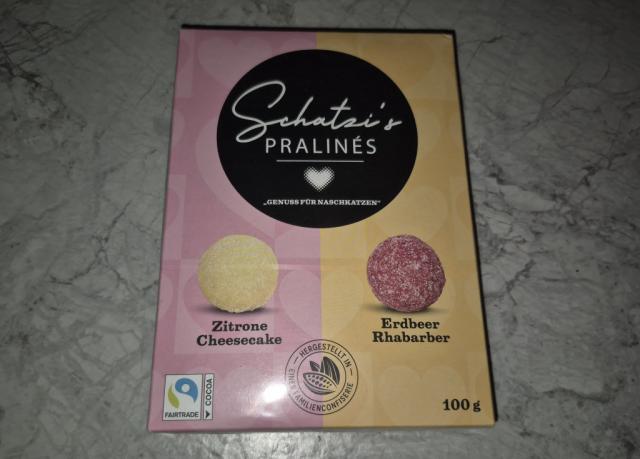 Schatzi's
PRALINÉS
„GENUSS FÜR NASCHKATZEN"
Zitrone
Cheesecake
Erdbeer
Rhabarber
HERGESTELLT IN
EINER FAMILIENCONFISERIE
FAIRTRADE
COCOA
100 g